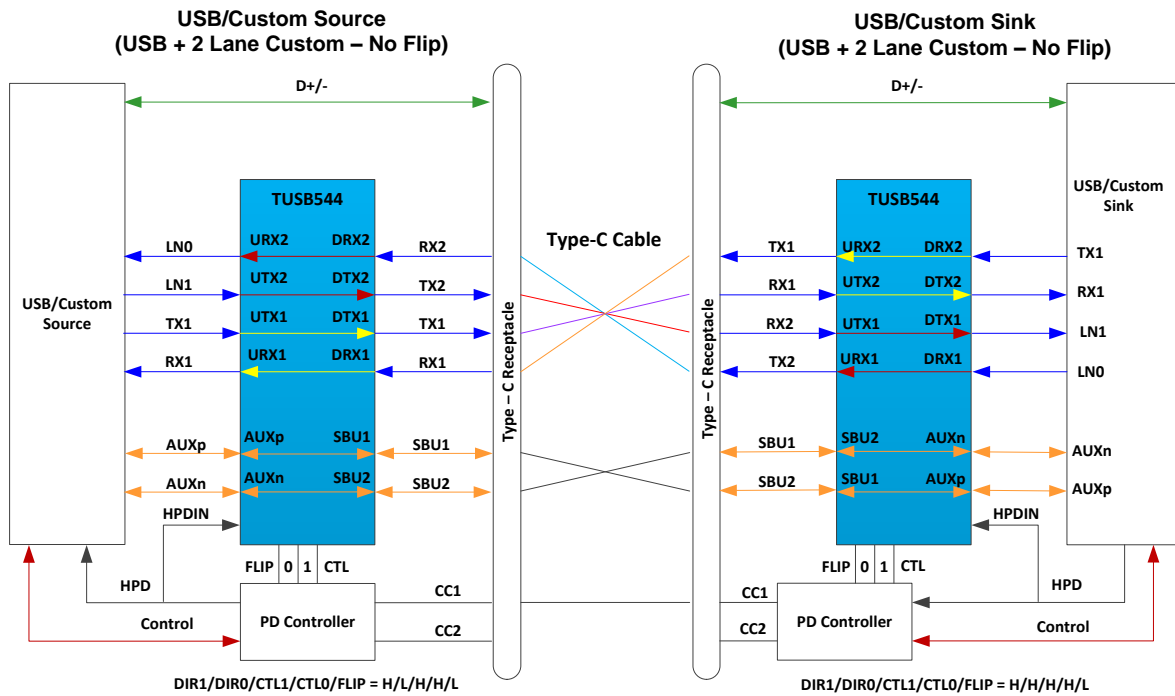 USB/Custom Source
(USB + 2 Lane Custom – No Flip)
USB/Custom Sink
(USB + 2 Lane Custom – No Flip)
D+/-
D+/-
TUSB544
TUSB544
USB/Custom
Sink
Type-C Cable
LN0
URX2
DRX2
RX2
TX1
URX2
DRX2
TX1
LN1
UTX2
DTX2
TX2
RX1
UTX2
DTX2
RX1
USB/Custom
Source
TX1
UTX1
DTX1
TX1
RX2
UTX1
DTX1
LN1
RX1
URX1
DRX1
RX1
TX2
URX1
DRX1
LN0
Type – C Receptacle
Type – C Receptacle
AUXp
AUXp
SBU1
SBU1
SBU1
SBU2
AUXn
AUXn
AUXn
AUXn
SBU2
SBU2
SBU2
SBU1
AUXp
AUXp
HPDIN
HPDIN
FLIP
0
1
CTL
FLIP
0
1
CTL
HPD
CC1
CC1
HPD
PD Controller
PD Controller
Control
CC2
CC2
Control
DIR1/DIR0/CTL1/CTL0/FLIP = H/L/H/H/L
DIR1/DIR0/CTL1/CTL0/FLIP = H/H/H/H/L